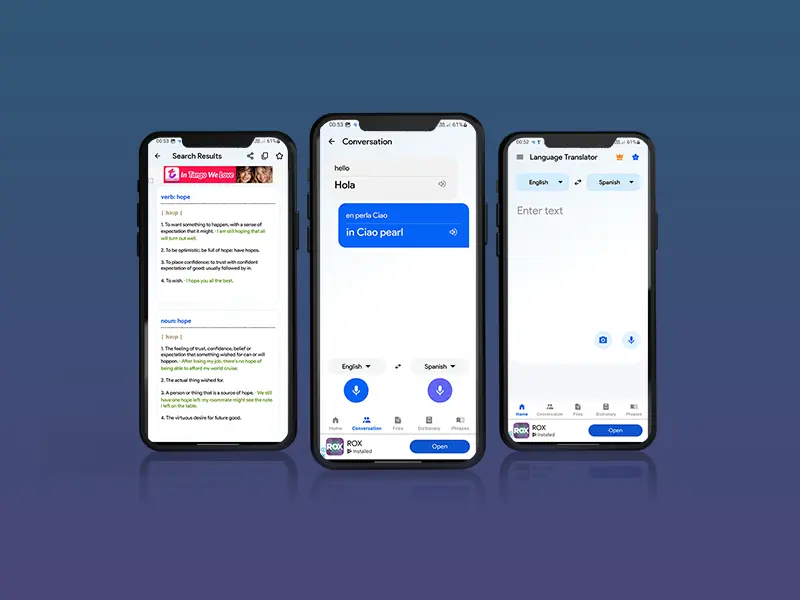 00:53
61%
Search Results
In Tango We Love
verb: hope
1. To want something to happen, with a sense of
expectation that it might. - I am still hoping that all
will turn out well.
2. To be optimistic; be full of hope; have hopes.
3. To place confidence; to trust with confident
expectation of good; usually followed by in.
4. To wish. - I hope you all the best.
noun: hope
1. The feeling of trust, confidence, belief or
expectation that something wished for can or will
happen. - After losing my job, there's no hope of
being able to afford my world cruise.
2. The actual thing wished for.
3. A person or thing that is a source of hope. - We still
have one hope left: my roommate might see the note
I left on the table.
4. The virtuous desire for future good.
00:53
61%
Conversation
hello
Hola
en perla Ciao
in Ciao pearl
English
Spanish
Home
Conversation
Files
Dictionary
Phrases
ROX
ROX
Installed
Open
00:52
61%
Language Translator
English
Spanish
Enter text
Home
Conversation
Files
Dictionary
Phrases
ROX
ROX
Installed
Open